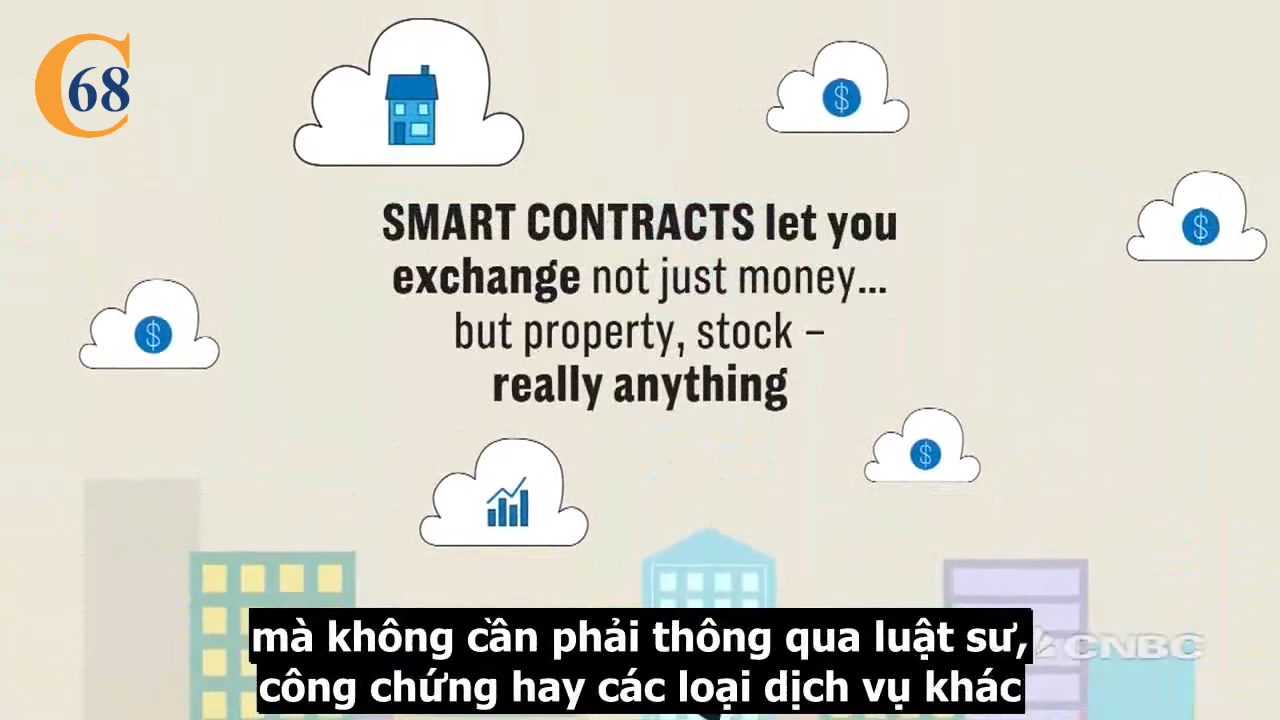 C68
SMART CONTRACTS let you
exchange not just money...
but property, stock –
really anything
mà không cần phải thông qua luật sư,
công chứng hay các loại dịch vụ khác
CNBC